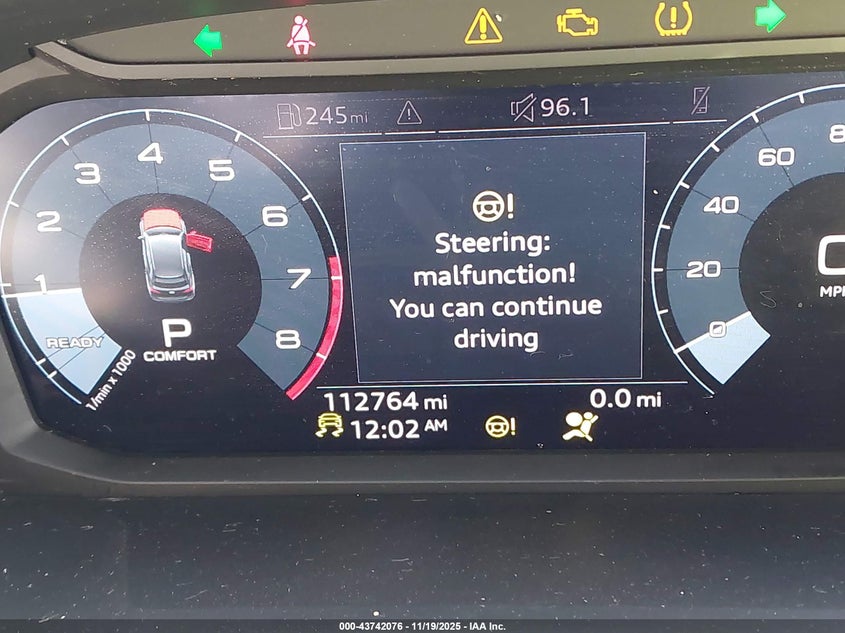 245 mi
96.1
1
2
3
4
5
6
7
8
READY
1/min x 1000
P
COMFORT
Steering:
malfunction!
You can continue
driving
0
20
40
60
MPH
112764 mi
0.0 mi
12:02 AM
000-43742076 - 11/19/2025 - IAA Inc.